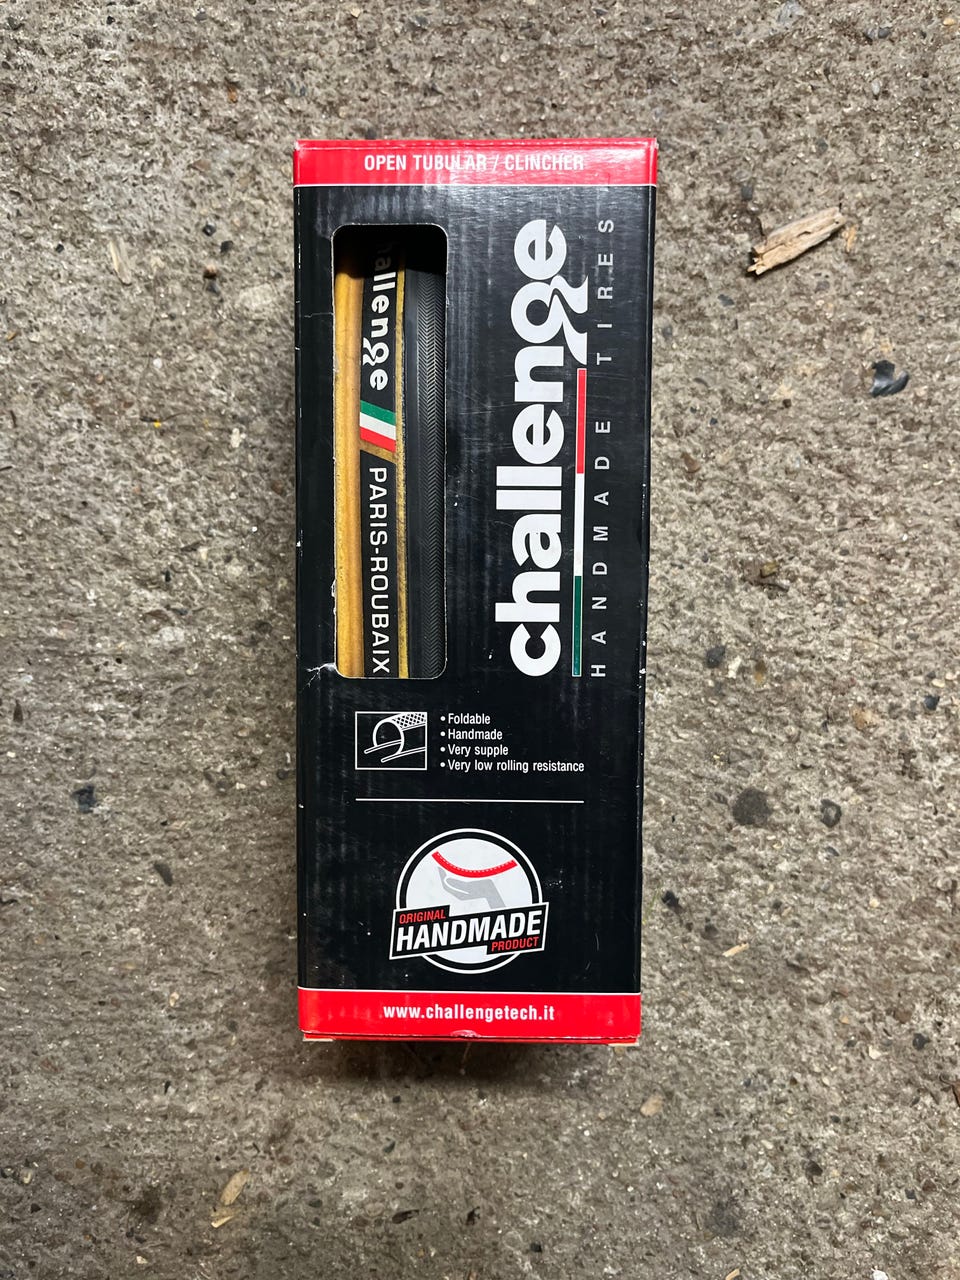 OPEN TUBULAR / CLINCHER
challenge
HANDMADE TIRES
hallenge
PARIS-ROUBAIX
• Foldable
• Handmade
• Very supple
• Very low rolling resistance
ORIGINAL
HANDMADE
PRODUCT
www.challengetech.it